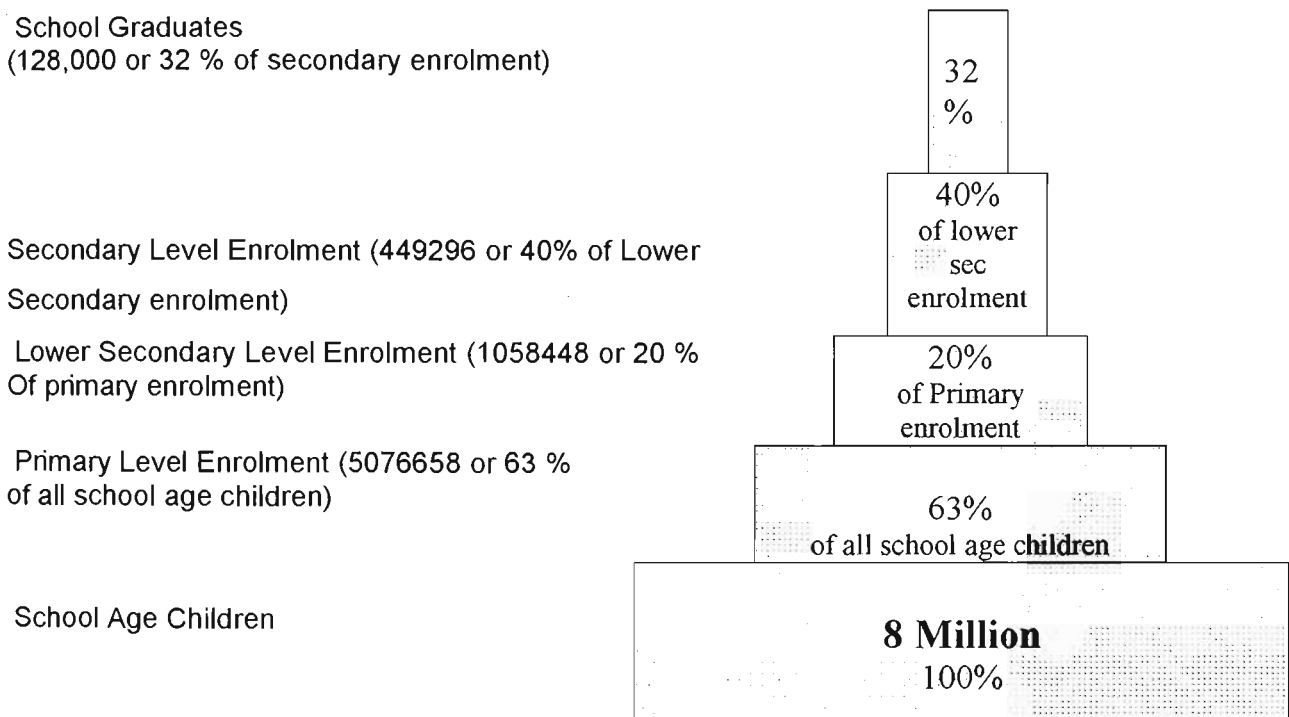 School Graduates
(128,000 or 32 % of secondary enrolment)
32
%
Secondary Level Enrolment (449296 or 40% of Lower
Secondary enrolment)
40%
of lower
sec
enrolment
Lower Secondary Level Enrolment (1058448 or 20 %
Of primary enrolment)
20%
of Primary
enrolment
Primary Level Enrolment (5076658 or 63 %
of all school age children)
63%
of all school age children
School Age Children
8 Million
100%